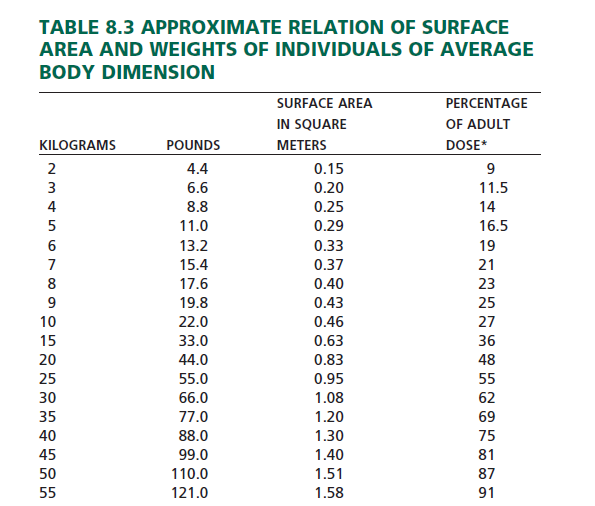 TABLE 8.3 APPROXIMATE RELATION OF SURFACE
AREA AND WEIGHTS OF INDIVIDUALS OF AVERAGE
BODY DIMENSION
KILOGRAMS POUNDS SURFACE AREA IN SQUARE METERS PERCENTAGE OF ADULT DOSE*
2 4.4 0.15 9
3 6.6 0.20 11.5
4 8.8 0.25 14
5 11.0 0.29 16.5
6 13.2 0.33 19
7 15.4 0.37 21
8 17.6 0.40 23
9 19.8 0.43 25
10 22.0 0.46 27
15 33.0 0.63 36
20 44.0 0.83 48
25 55.0 0.95 55
30 66.0 1.08 62
35 77.0 1.20 69
40 88.0 1.30 75
45 99.0 1.40 81
50 110.0 1.51 87
55 121.0 1.58 91